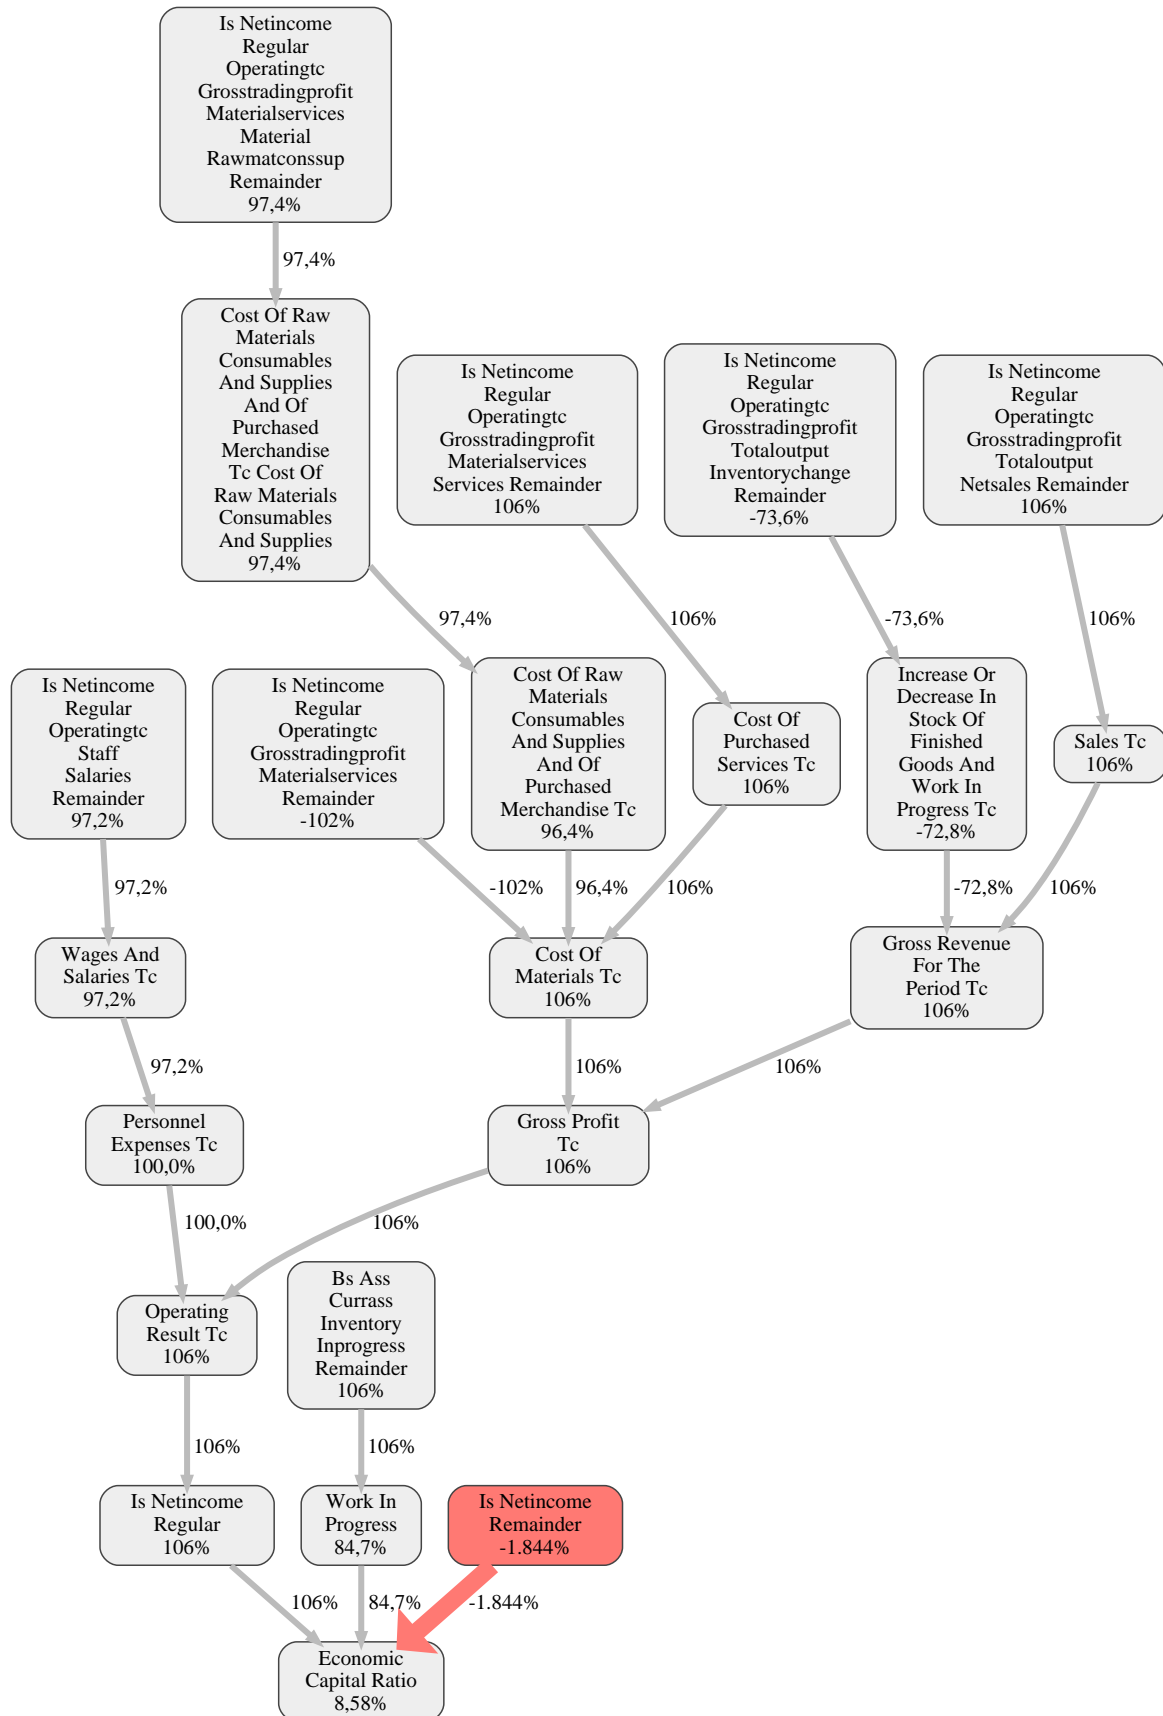 Is Netincome
Regular
Operatingtc
Grosstradingprofit
Materialservices
Material
Rawmatconssup
Remainder
97,4%
97,4%
Cost Of Raw
Materials
Consumables
And Supplies
And Of
Purchased
Merchandise
Tc Cost Of
Raw Materials
Consumables
And Supplies
97,4%
Is Netincome
Regular
Operatingtc
Grosstradingprofit
Materialservices
Services Remainder
106%
Is Netincome
Regular
Operatingtc
Grosstradingprofit
Totaloutput
Inventorychange
Remainder
-73,6%
Is Netincome
Regular
Operatingtc
Grosstradingprofit
Totaloutput
Netsales Remainder
106%
97,4%
106%
-73,6%
106%
Is Netincome
Regular
Operatingtc
Staff
Salaries
Remainder
97,2%
Is Netincome
Regular
Operatingtc
Grosstradingprofit
Materialservices
Remainder
-102%
Cost Of Raw
Materials
Consumables
And Supplies
And Of
Purchased
Merchandise Tc
96,4%
Cost Of
Purchased
Services Tc
106%
Increase Or
Decrease In
Stock Of
Finished
Goods And
Work In
Progress Tc
-72,8%
Sales Tc
106%
97,2%
-102%
96,4%
106%
-72,8%
106%
Wages And
Salaries Tc
97,2%
Cost Of
Materials Tc
106%
Gross Revenue
For The
Period Tc
106%
97,2%
106%
106%
Personnel
Expenses Tc
100,0%
Gross Profit
Tc
106%
100,0%
106%
Operating
Result Tc
106%
Bs Ass
Currass
Inventory
Inprogress
Remainder
106%
106%
106%
Is Netincome
Regular
106%
Work In
Progress
84,7%
Is Netincome
Remainder
-1.844%
106%
84,7%
-1.844%
Economic
Capital Ratio
8,58%